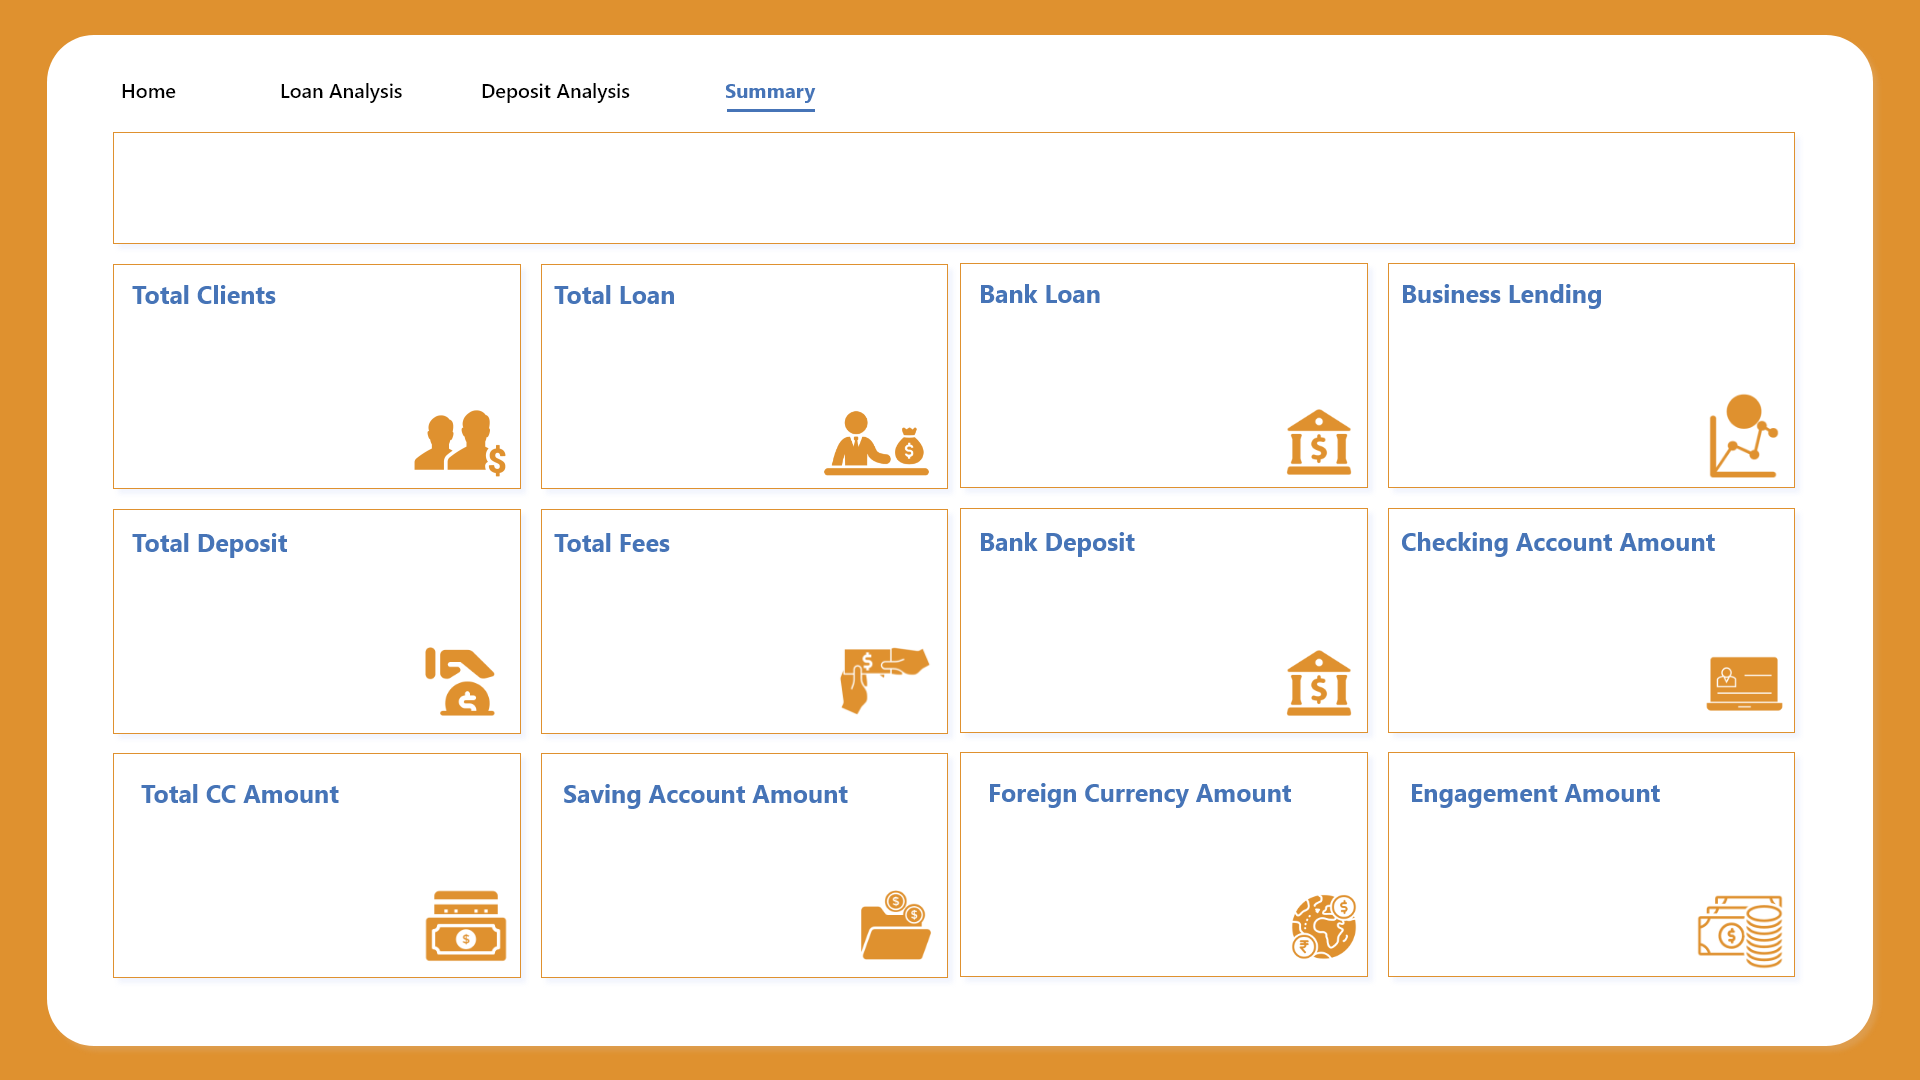 Home
Loan Analysis
Deposit Analysis
Summary
Total Clients
$
Total Loan
$
Bank Loan
$
Business Lending
Total Deposit
$
Total Fees
$
Bank Deposit
$
Checking Account Amount
Total CC Amount
$
Saving Account Amount
$
$
Foreign Currency Amount
$
₹
Engagement Amount
$